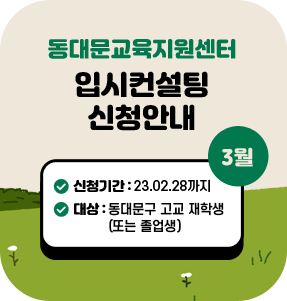 동대문교육지원센터
입시컨설팅
신청안내
3월
신청기간 : 23.02.28까지
대상 : 동대문구 고교 재학생
(또는 졸업생)